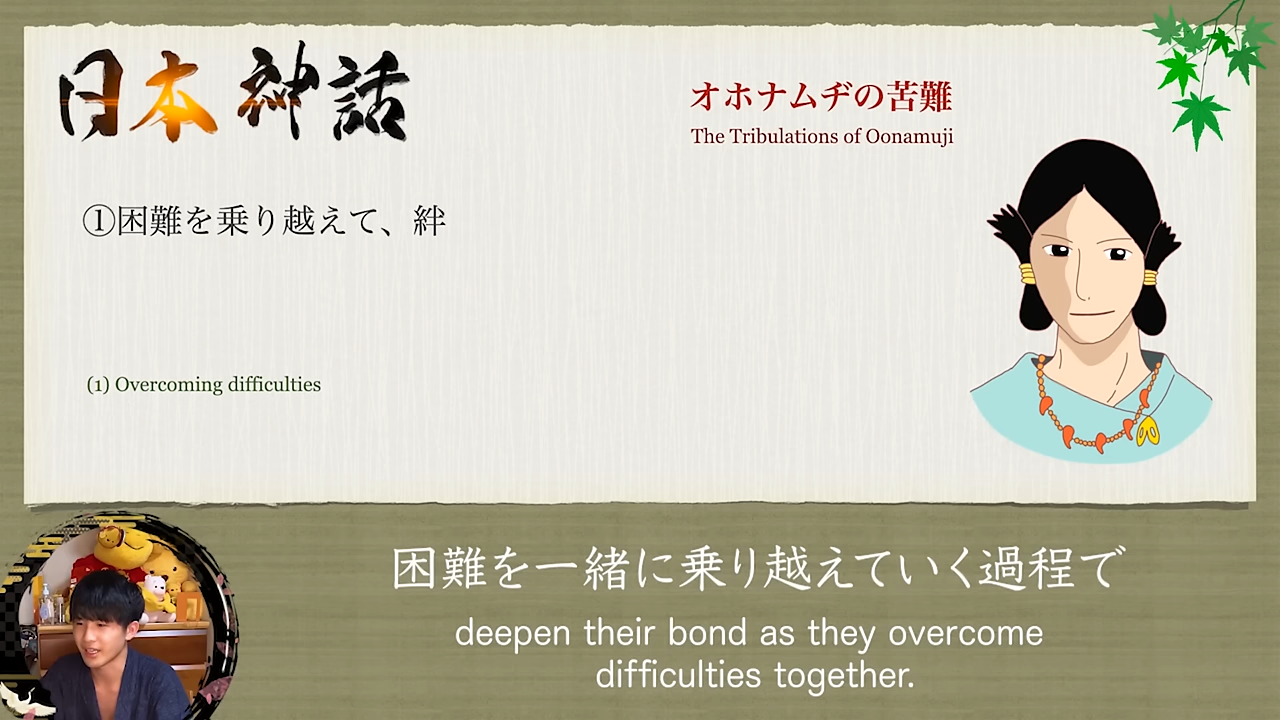 日本神話
オホナムヂの苦難
The Tribulations of Oonamuji
①困難を乗り越えて、絆
(1) Overcoming difficulties
困難を一緒に乗り越えていく過程で
deepen their bond as they overcome
difficulties together.